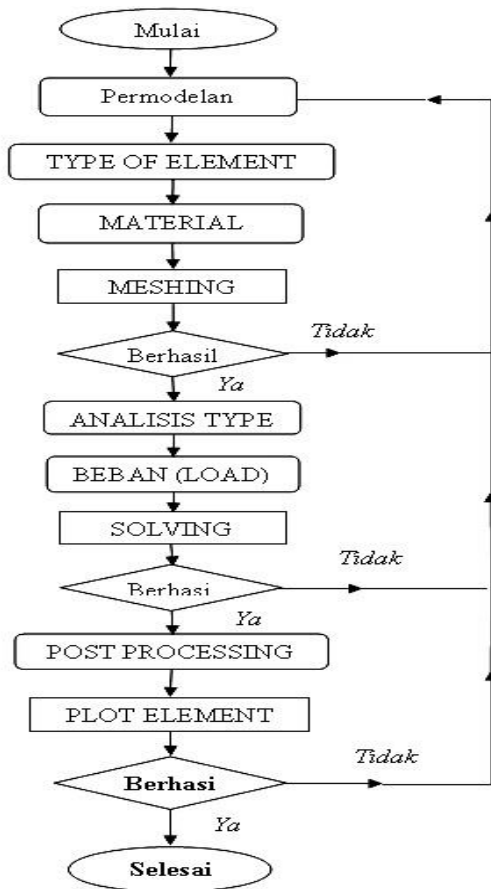 Mulai
Permodelan
TYPE OF ELEMENT
MATERIAL
MESHING
Berhasil
Tidak
Ya
ANALISIS TYPE
BEBAN (LOAD)
SOLVING
Berhasi
Tidak
Ya
POST PROCESSING
PLOT ELEMENT
Berhasi
Tidak
Ya
Selesai